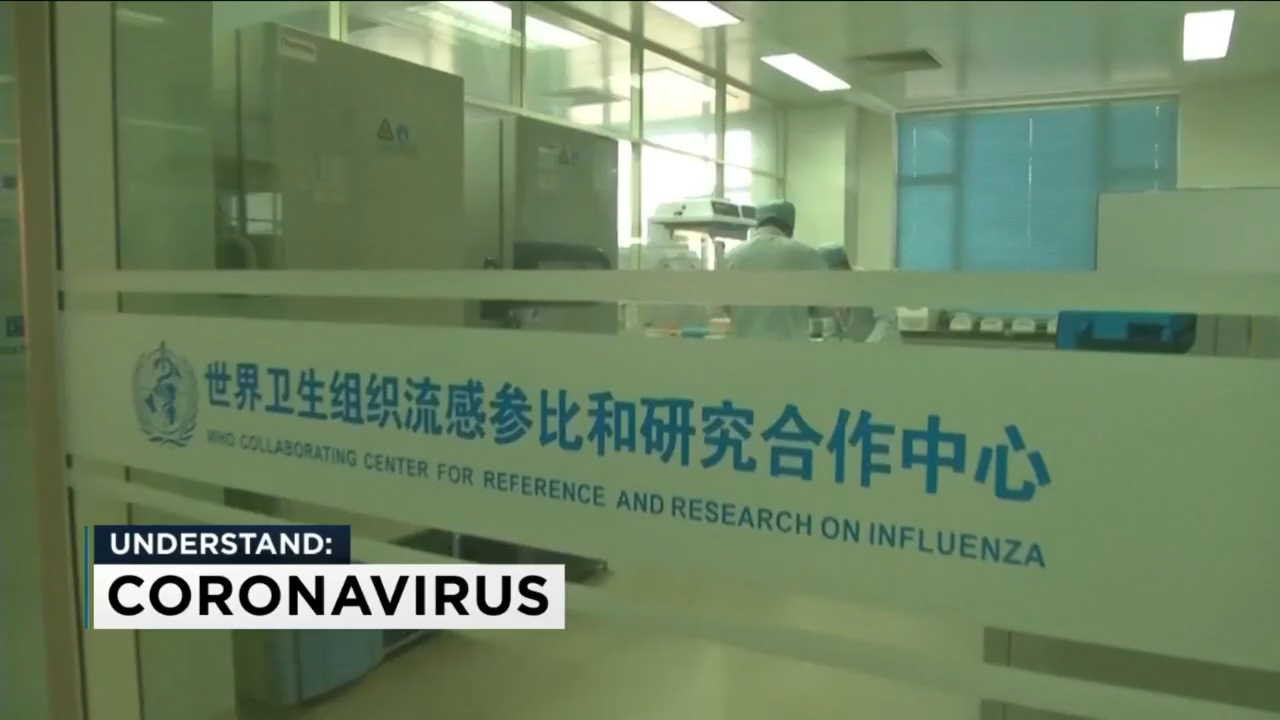 世界卫生组织流感参比和研究合作中心
WHO COLLABORATING CENTER FOR REFERENCE AND RESEARCH ON INFLUENZA
UNDERSTAND:
CORONAVIRUS